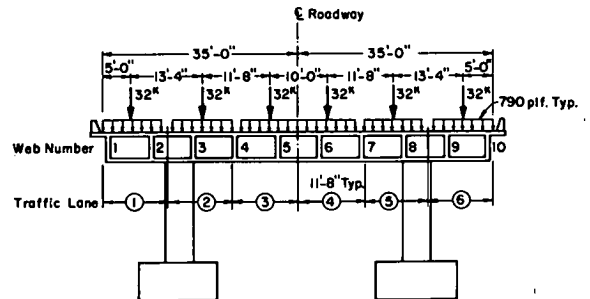 ℄ Roadway
35'-0" 35'-0"
5'-0" 13'-4" 11'-8" 10'-0" 11'-8" 13'-4" 5'-0"
32ᴷ 32ᴷ 32ᴷ 32ᴷ 32ᴷ 32ᴷ
790 plf. Typ.
Web Number 1 2 3 4 5 6 7 8 9 10
11'-8" Typ.
Traffic Lane 1 2 3 4 5 6